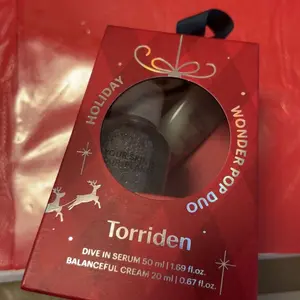 HOLIDAY
WONDER POP DUO
Torriden
DIVE IN SERUM 50 ml | 1.69 fl.oz.
BALANCEFUL CREAM 20 ml | 0.67 fl.oz.